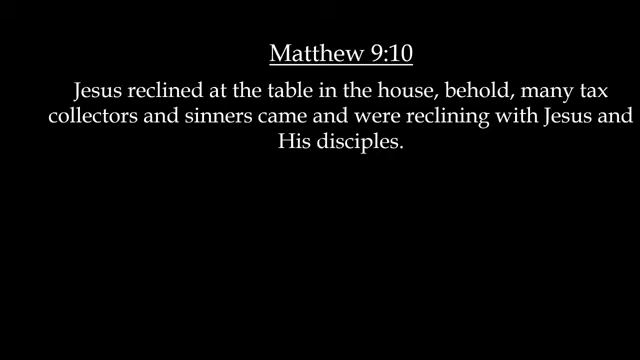 Matthew 9:10
Jesus reclined at the table in the house, behold, many tax
collectors and sinners came and were reclining with Jesus and
His disciples.